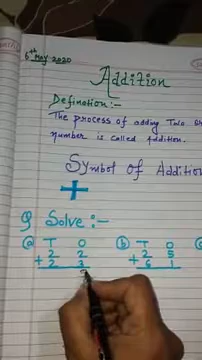 6th May 2020
Addition
Definition:-
The process of adding Two
number is called Addition.
Symbol of Addition
+
Q Solve:-
(a) T O (b) T O
2 2 2 5
+ 2 3 + 6 1